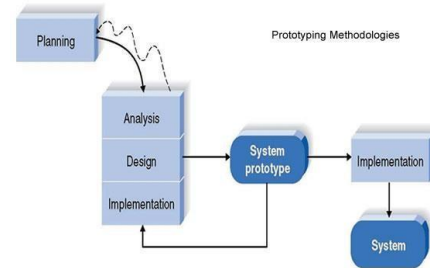 Prototyping Methodologies
Planning
Analysis
Design
Implementation
System
prototype
Implementation
System